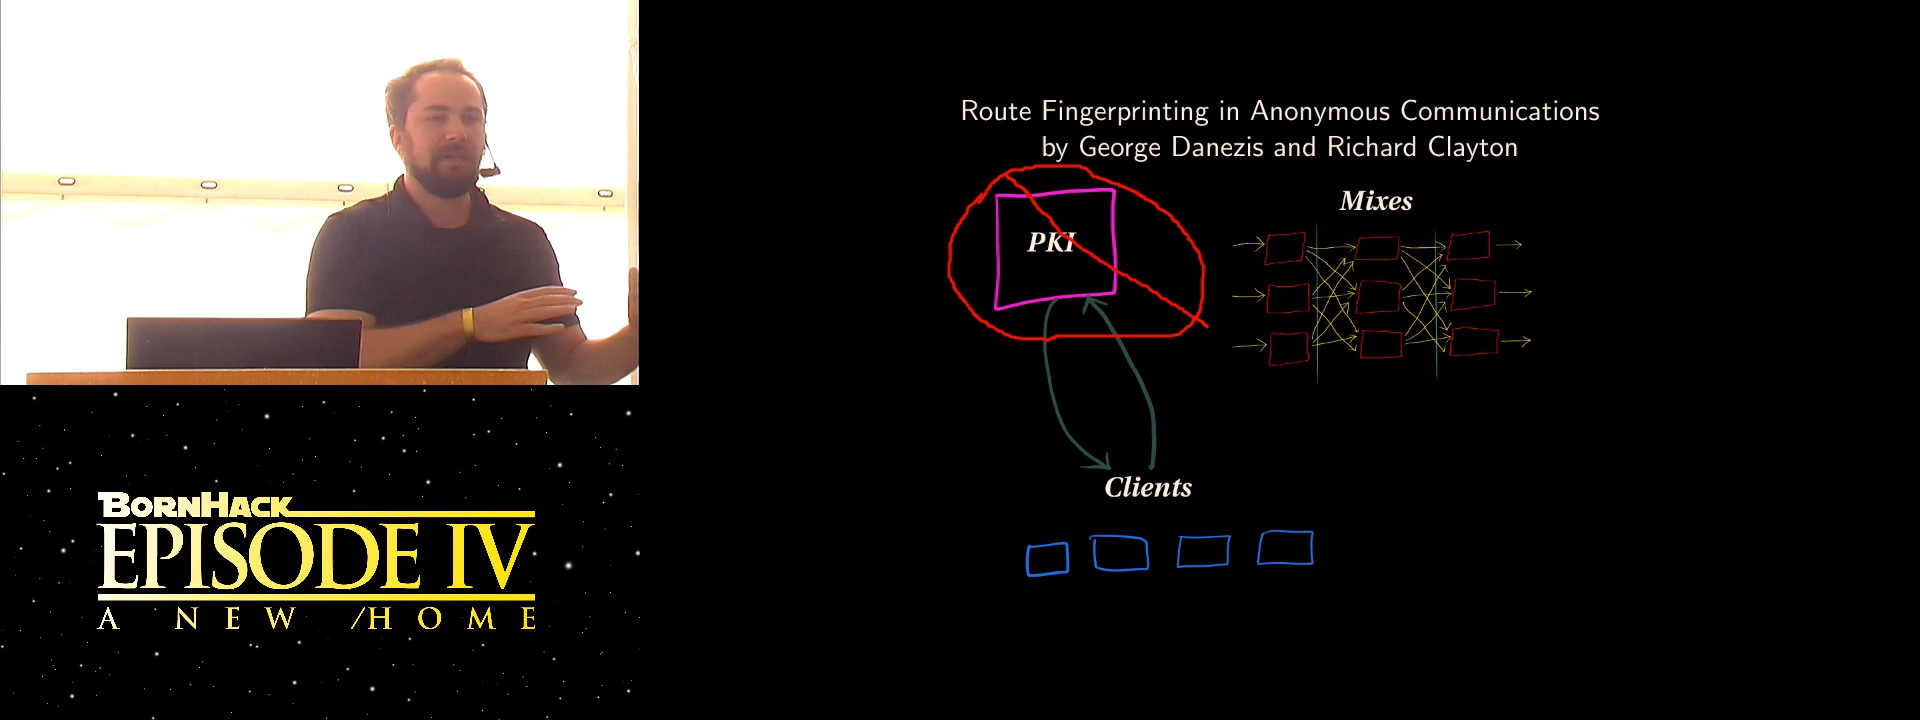 Route Fingerprinting in Anonymous Communications
by George Danezis and Richard Clayton
Mixes
PKI
Clients
BORNHACK
EPISODE IV
A NEW /HOME